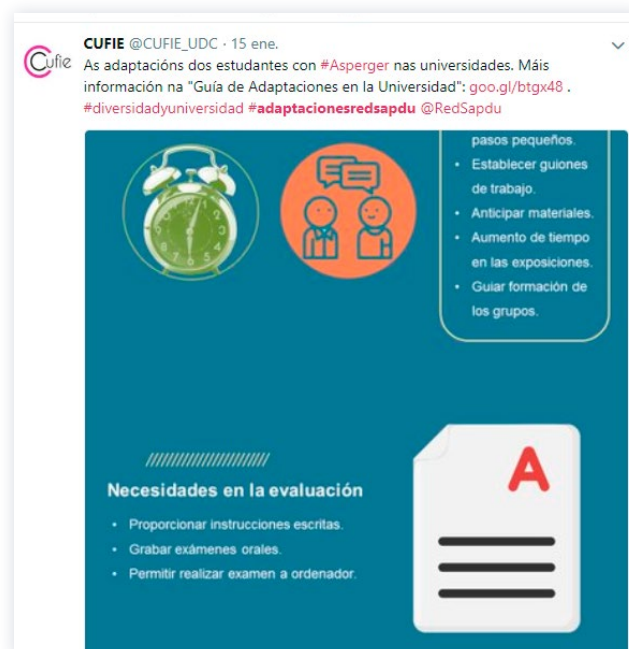 Cufie
CUFIE @CUFIE_UDC · 15 ene.
As adaptacións dos estudantes con #Asperger nas universidades. Máis
información na "Guía de Adaptaciones en la Universidad": goo.gl/btgx48 .
#diversidadyuniversidad #adaptacionesredsapdu @RedSapdu
pasos pequeños.
• Establecer guiones
de trabajo.
• Anticipar materiales.
• Aumento de tiempo
en las exposiciones.
• Guiar formación de
los grupos.
Necesidades en la evaluación
• Proporcionar instrucciones escritas.
• Grabar exámenes orales.
• Permitir realizar examen a ordenador.
A